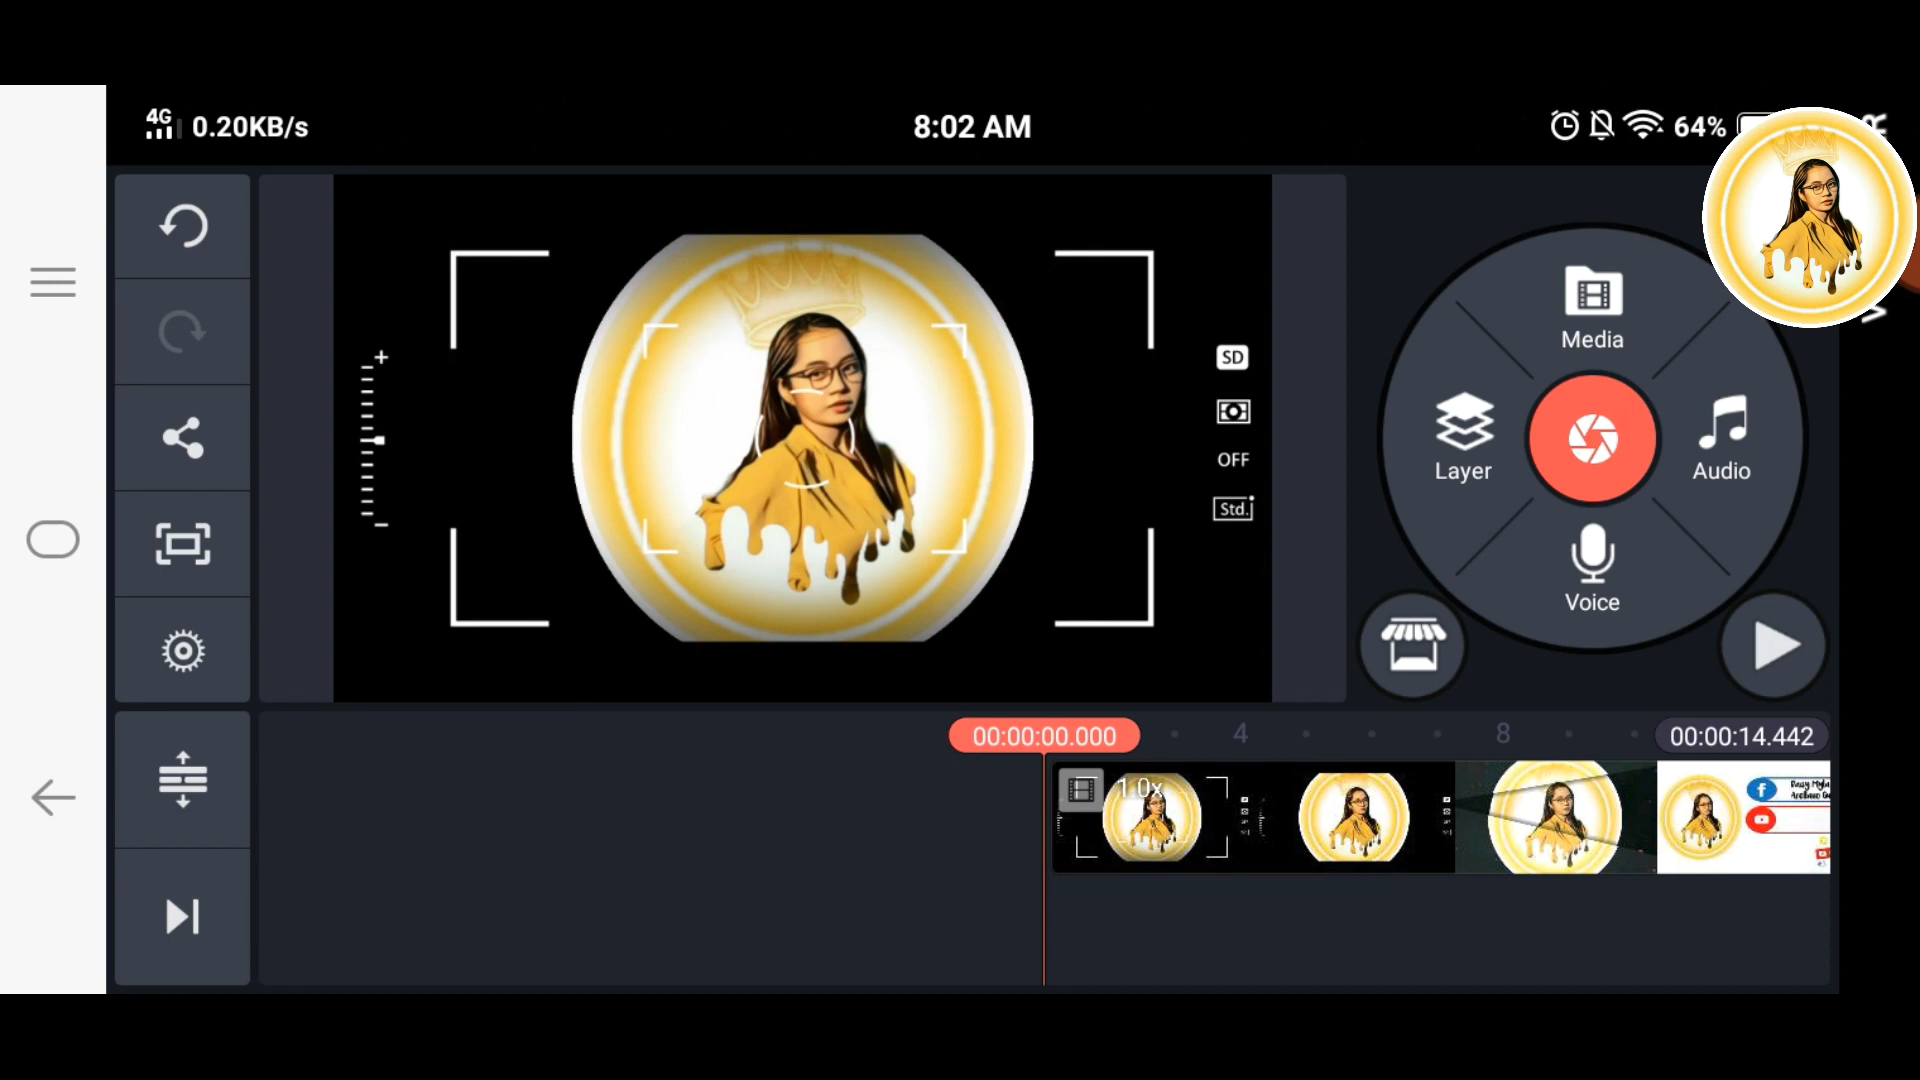 4G 0.20KB/s
8:02 AM
64%
SD
OFF
Std.
Media
Layer
Audio
Voice
00:00:00.000
4
8
00:00:14.442
1.0x